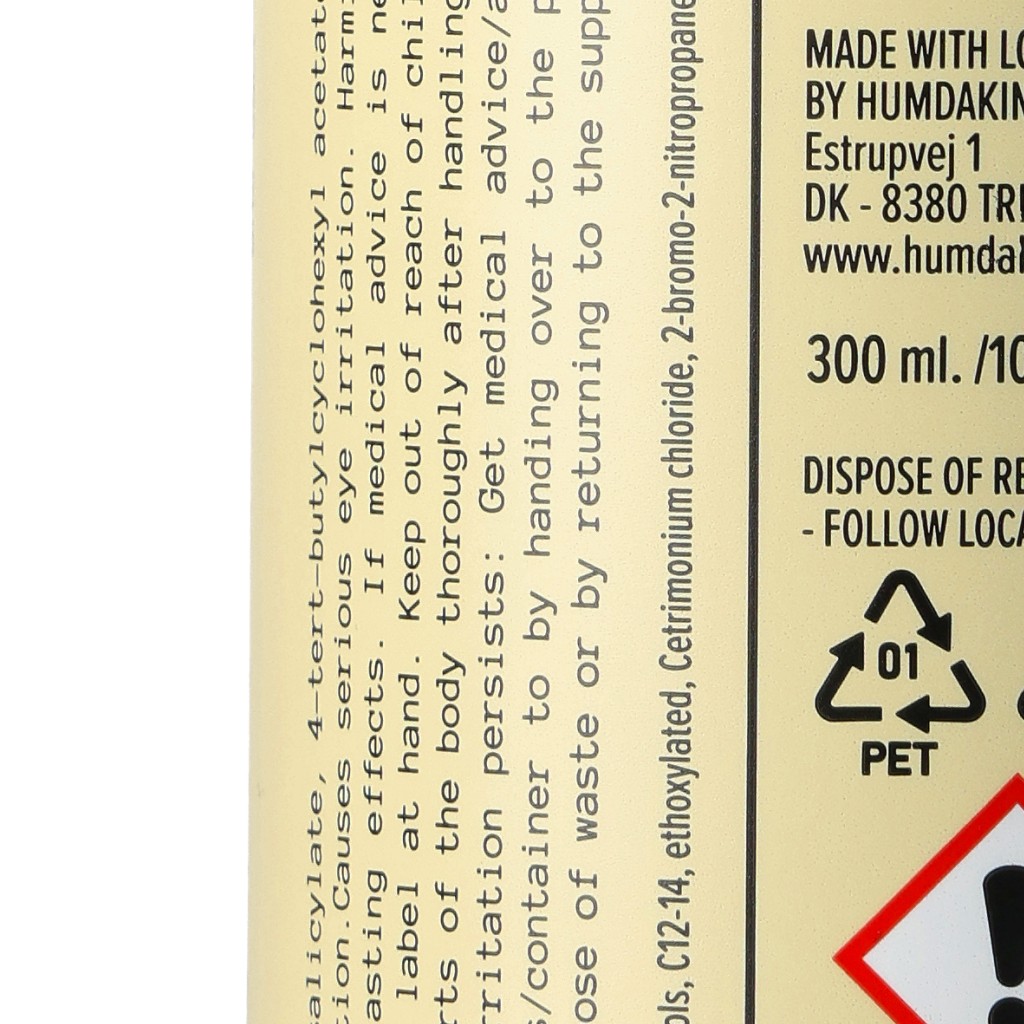 salicylate, 4-tert-butylcyclohexyl acetat
tion.Causes serious eye irritation. Harm
asting effects. If medical advice is ne
label at hand. Keep out of reach of chil
rts of the body thoroughly after handling
rritation persists: Get medical advice/a
s/container to by handing over to the p
ose of waste or by returning to the supp
ols, C12-14, ethoxylated, Cetrimonium chloride, 2-bromo-2-nitropropane
MADE WITH LO
BY HUMDAKIN
Estrupvej 1
DK - 8380 TR
www.humda
300 ml. /10
DISPOSE OF RE
- FOLLOW LOCA
01
PET